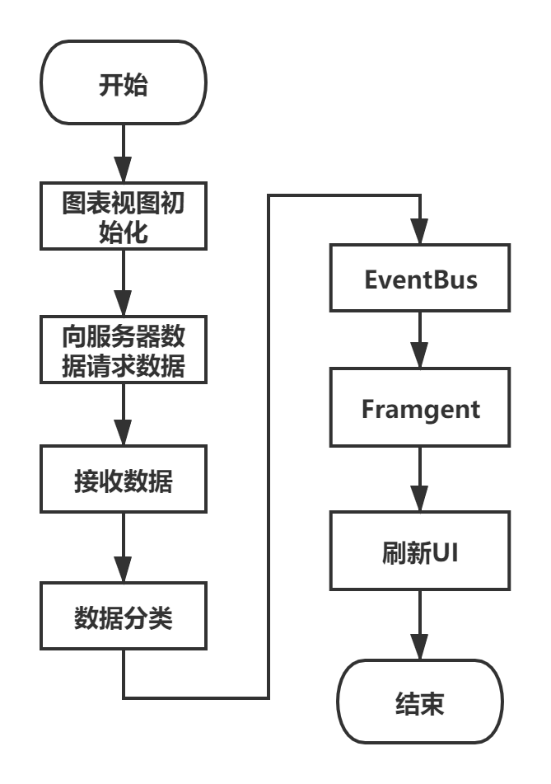 开始
图表视图初
始化
向服务器数
据请求数据
接收数据
数据分类
EventBus
Framgent
刷新UI
结束